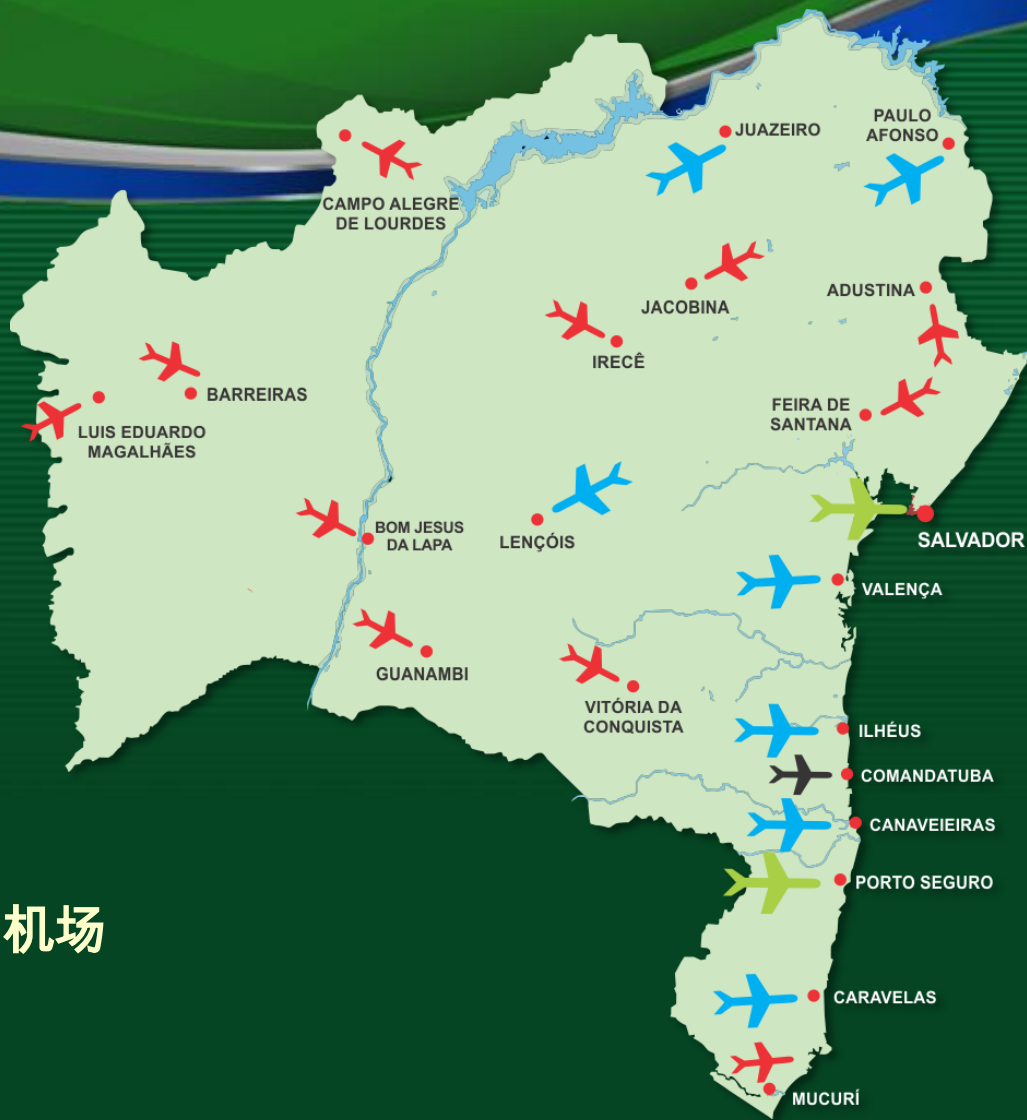 JUAZEIRO
PAULO
AFONSO
CAMPO ALEGRE
DE LOURDES
ADUSTINA
JACOBINA
IRECÊ
BARREIRAS
LUIS EDUARDO
MAGALHÃES
FEIRA DE
SANTANA
BOM JESUS
DA LAPA
LENÇÓIS
SALVADOR
VALENÇA
GUANAMBI
VITÓRIA DA
CONQUISTA
ILHÉUS
COMANDATUBA
CANAVEIEIRAS
PORTO SEGURO
机场
CARAVELAS
MUCURÍ